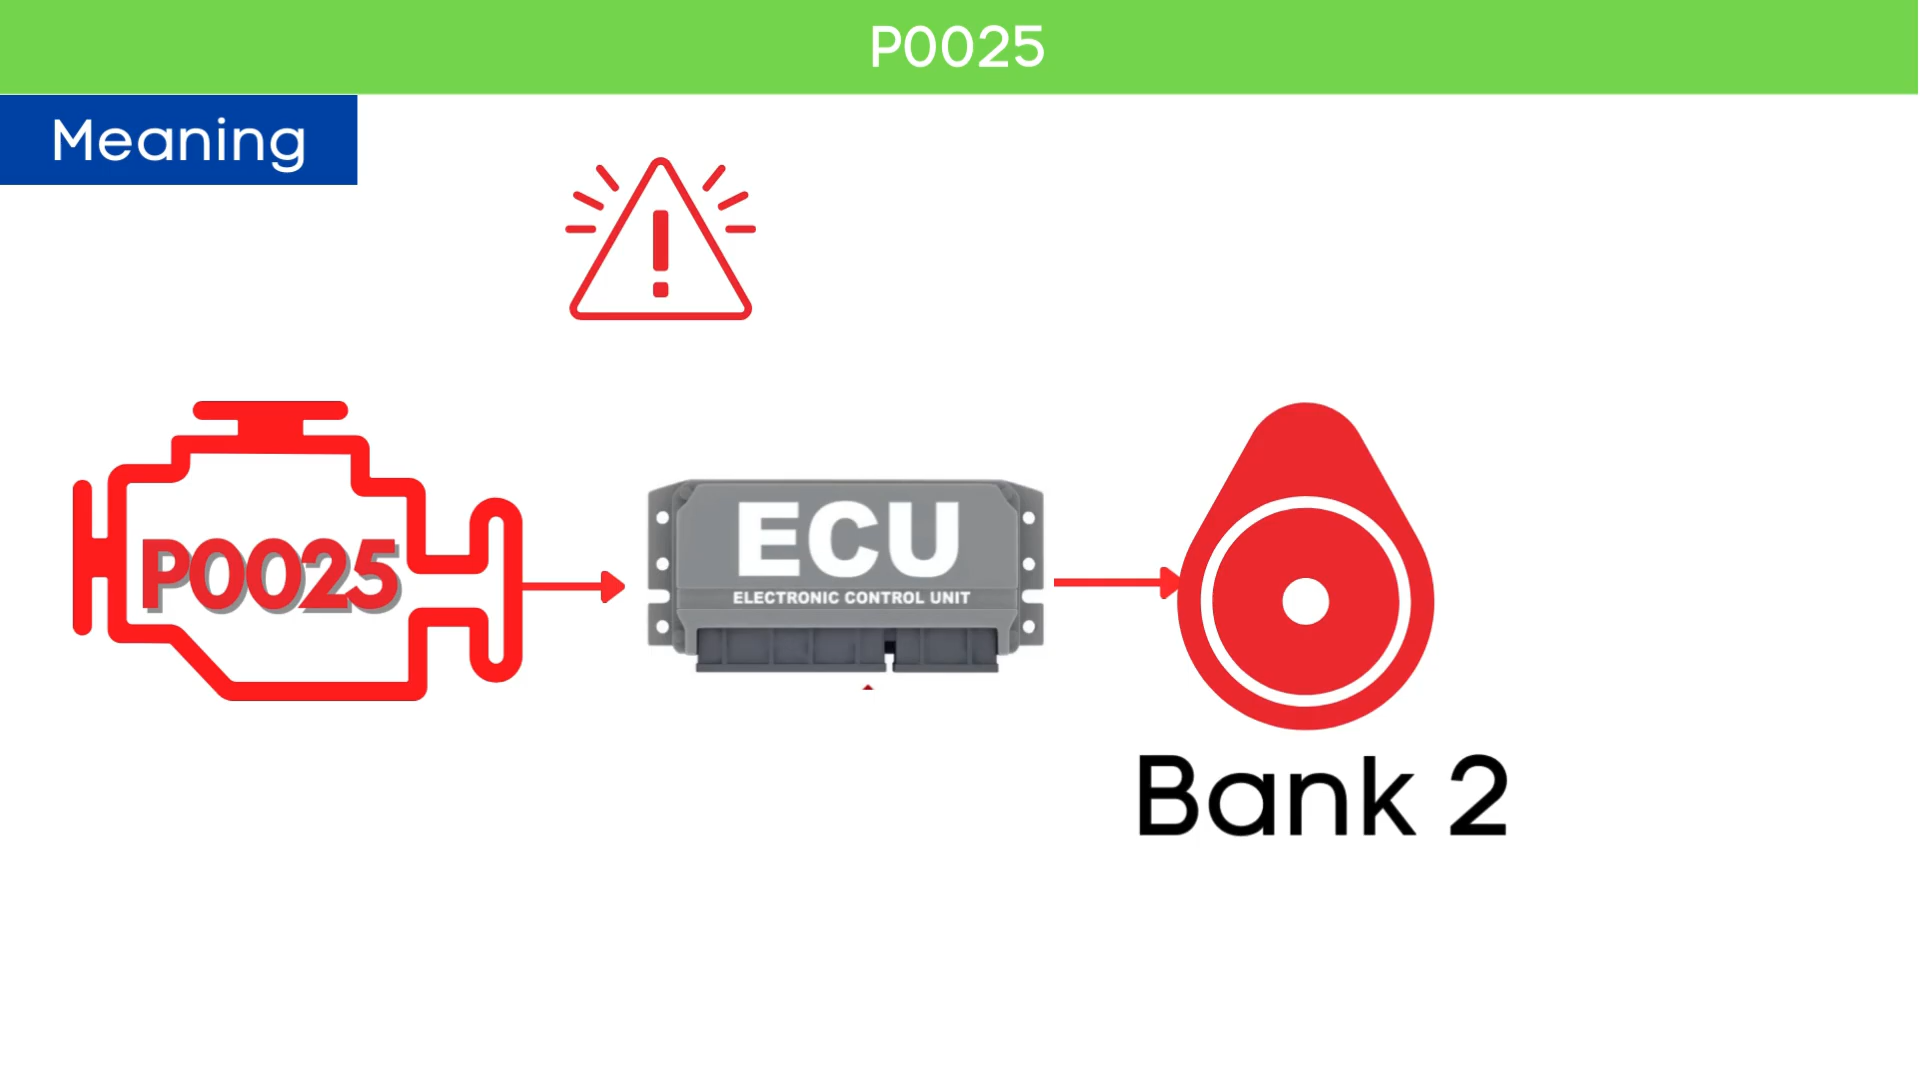 P0025
Meaning
P0025
ECU
ELECTRONIC CONTROL UNIT
Bank 2